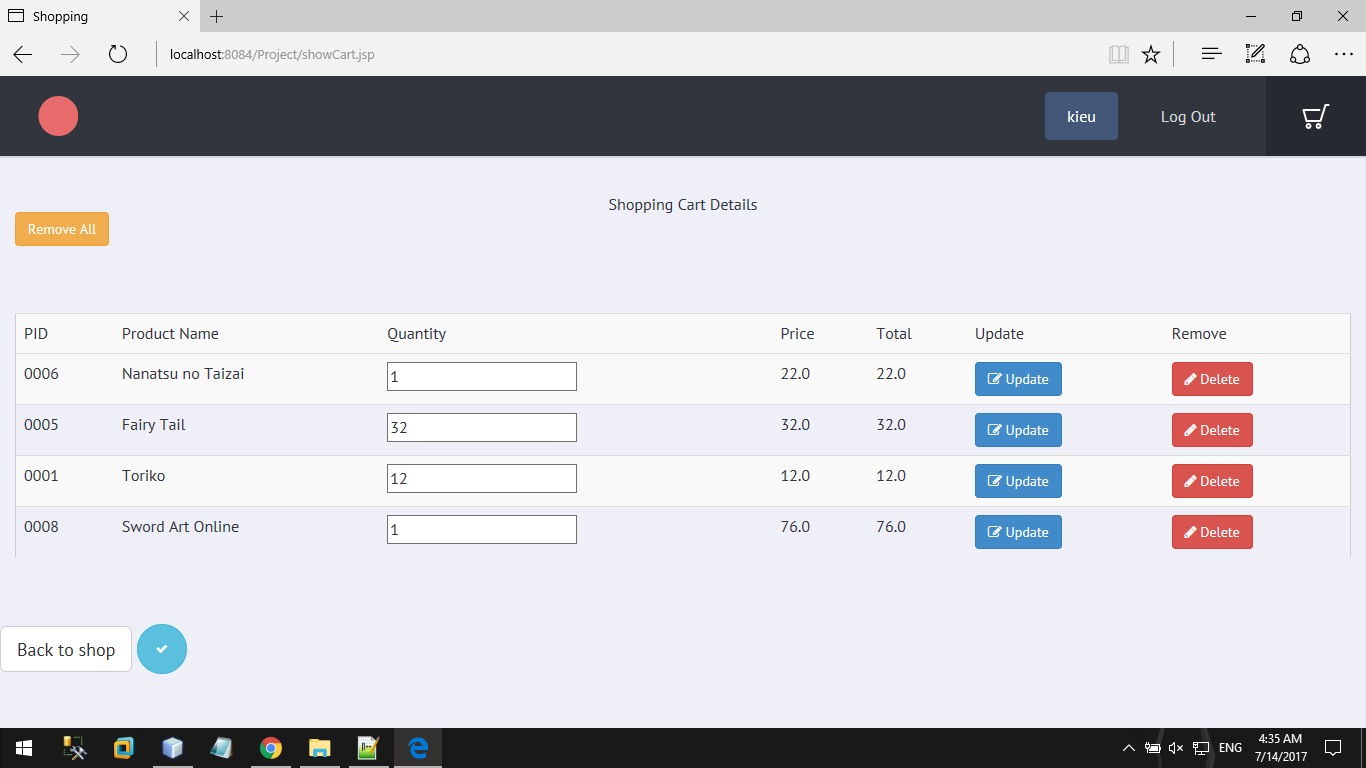 Shopping
localhost:8084/Project/showCart.jsp
kieu
Log Out
Shopping Cart Details
Remove All
PID Product Name Quantity Price Total Update Remove
0006 Nanatsu no Taizai 1 22.0 22.0 Update Delete
0005 Fairy Tail 32 32.0 32.0 Update Delete
0001 Toriko 12 12.0 12.0 Update Delete
0008 Sword Art Online 1 76.0 76.0 Update Delete
Back to shop
ENG
4:35 AM
7/14/2017